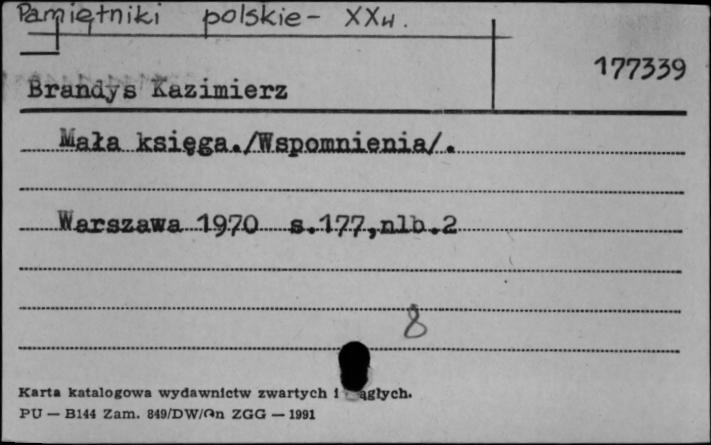 Pamiętniki polskie - XX w.
177339
Brandys Kazimierz
Mała księga./Wspomnienia/.
Warszawa 1970 s.177,nlb.2
8
Karta katalogowa wydawnictw zwartych i ągłych.
PU — B144 Zam. 849/DW/On ZGG — 1991